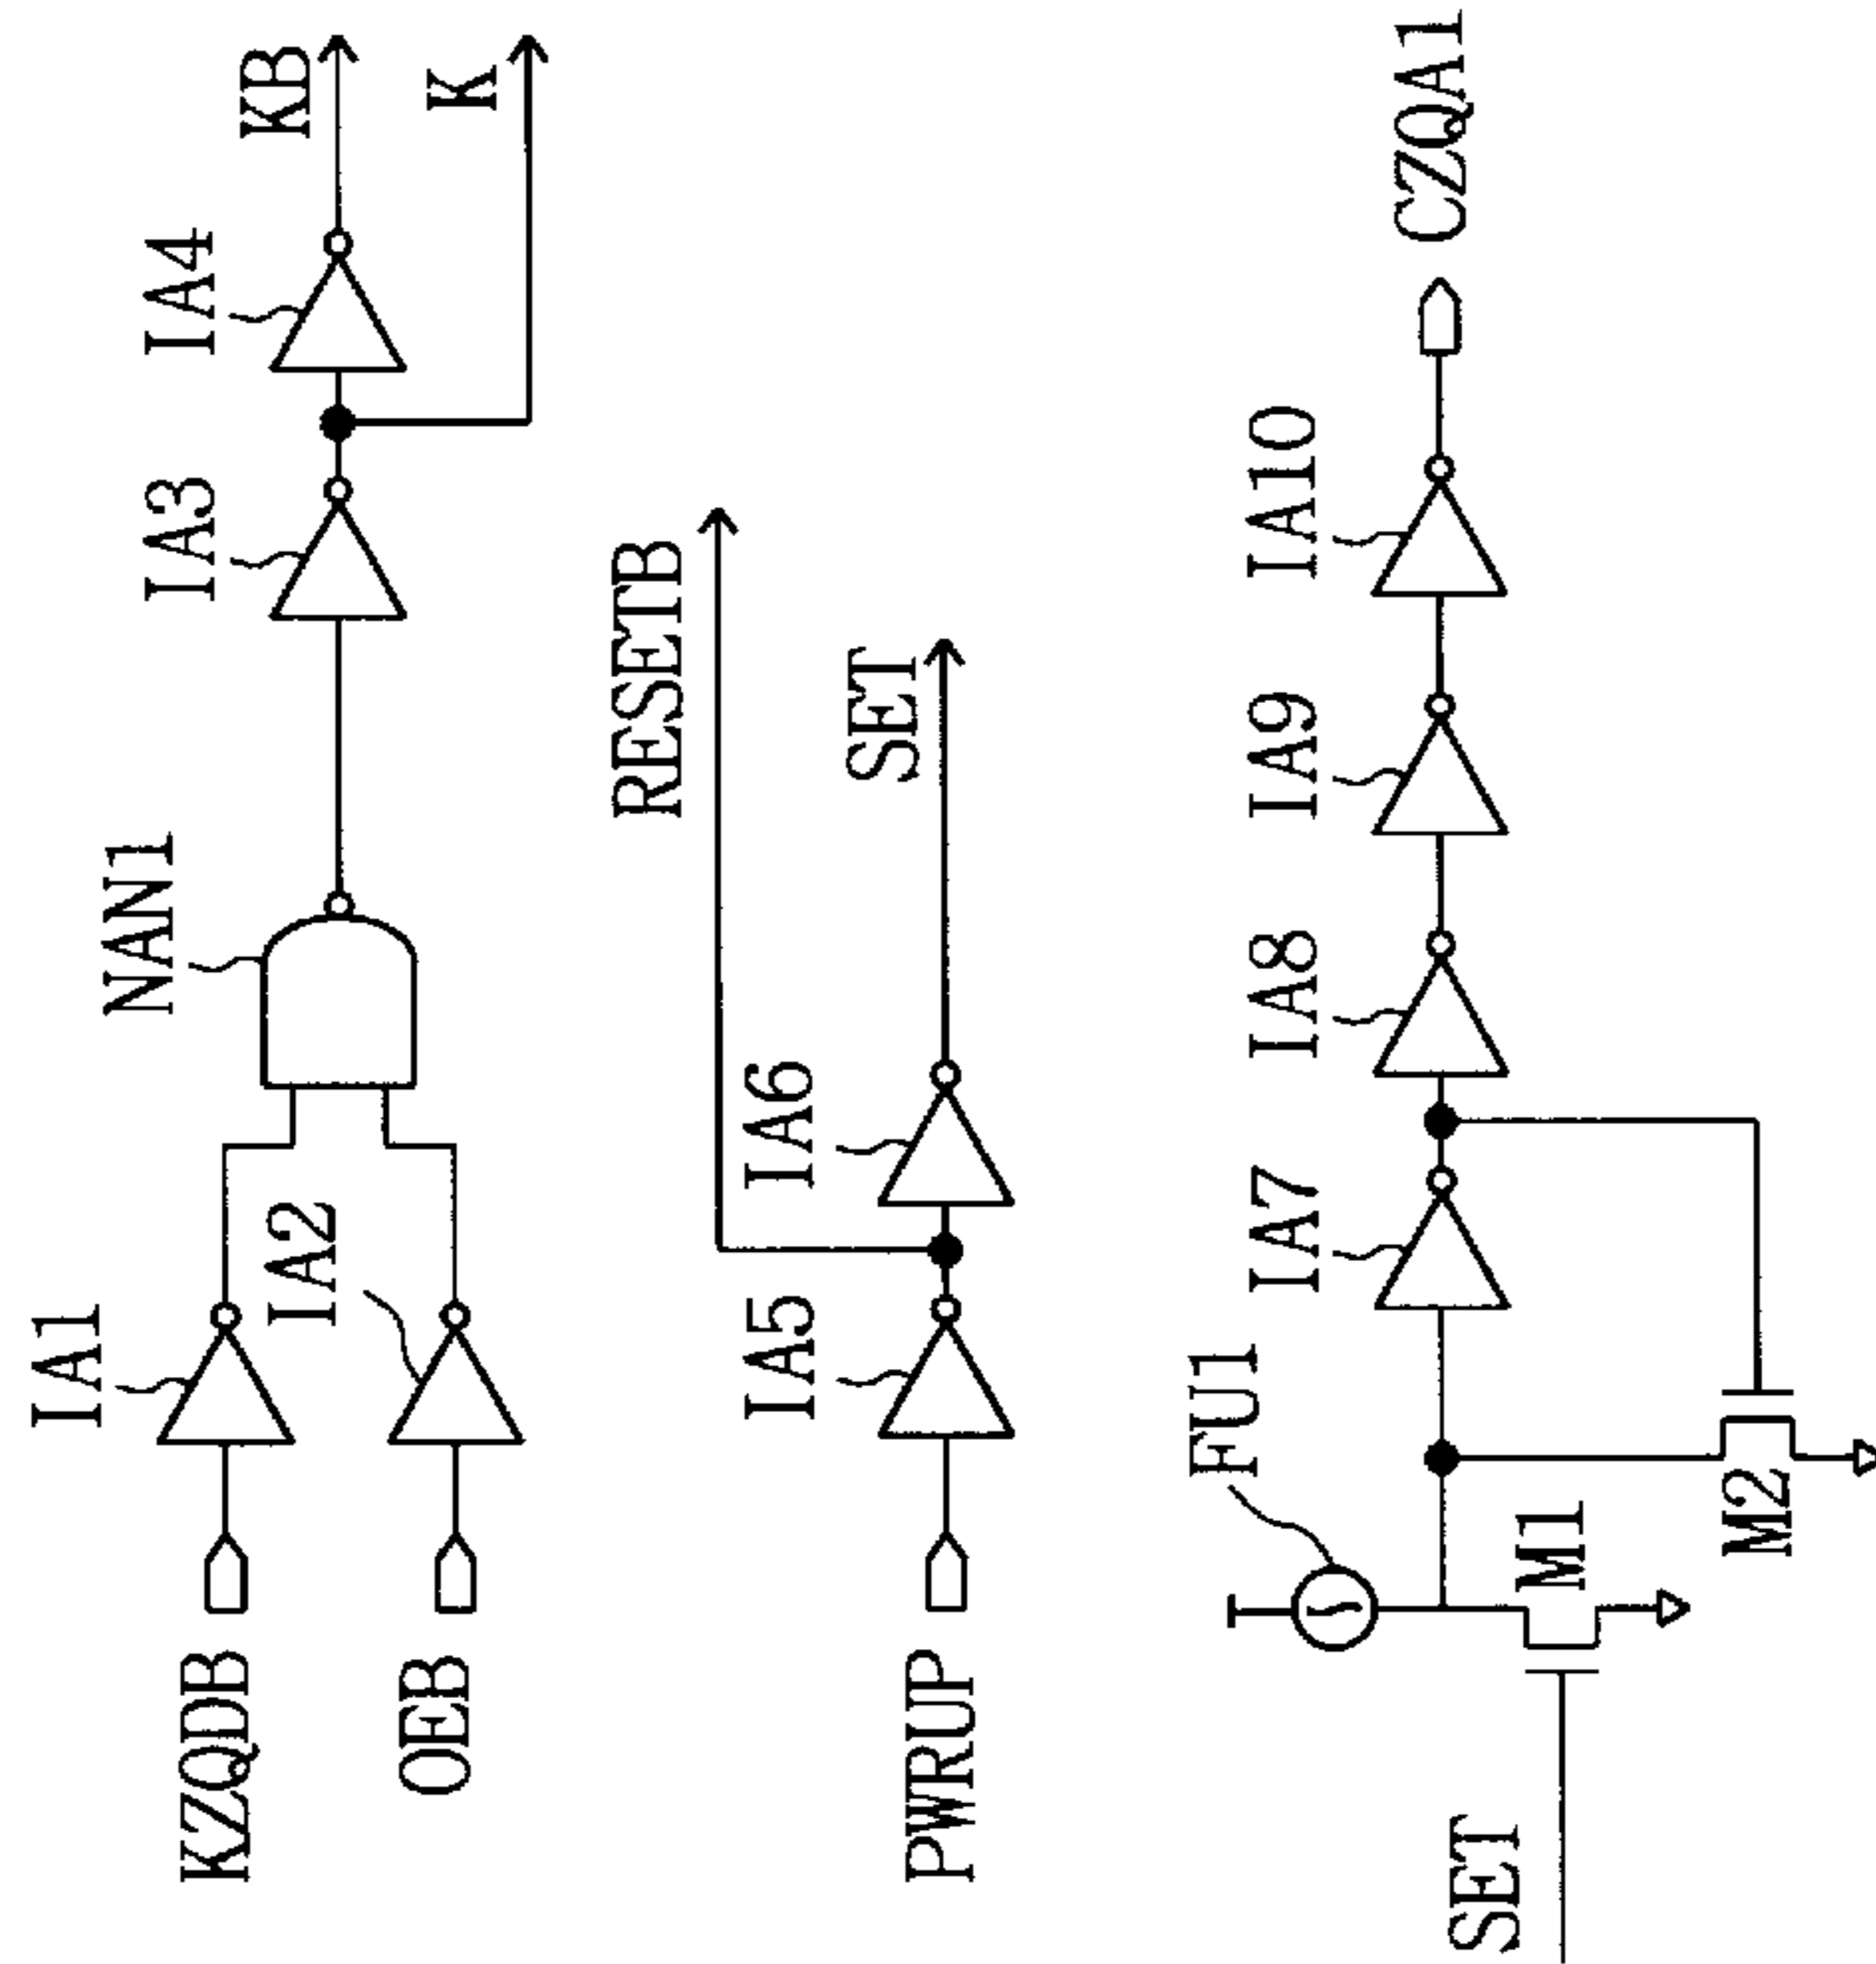 KZQDB
IA1
OEB
IA2
NAN1
IA3
IA4
KB
K
PWRUP
IA5
IA6
RESETB
SET
SET
FU1
M1
M2
IA7
IA8
IA9
IA10
CZQA1